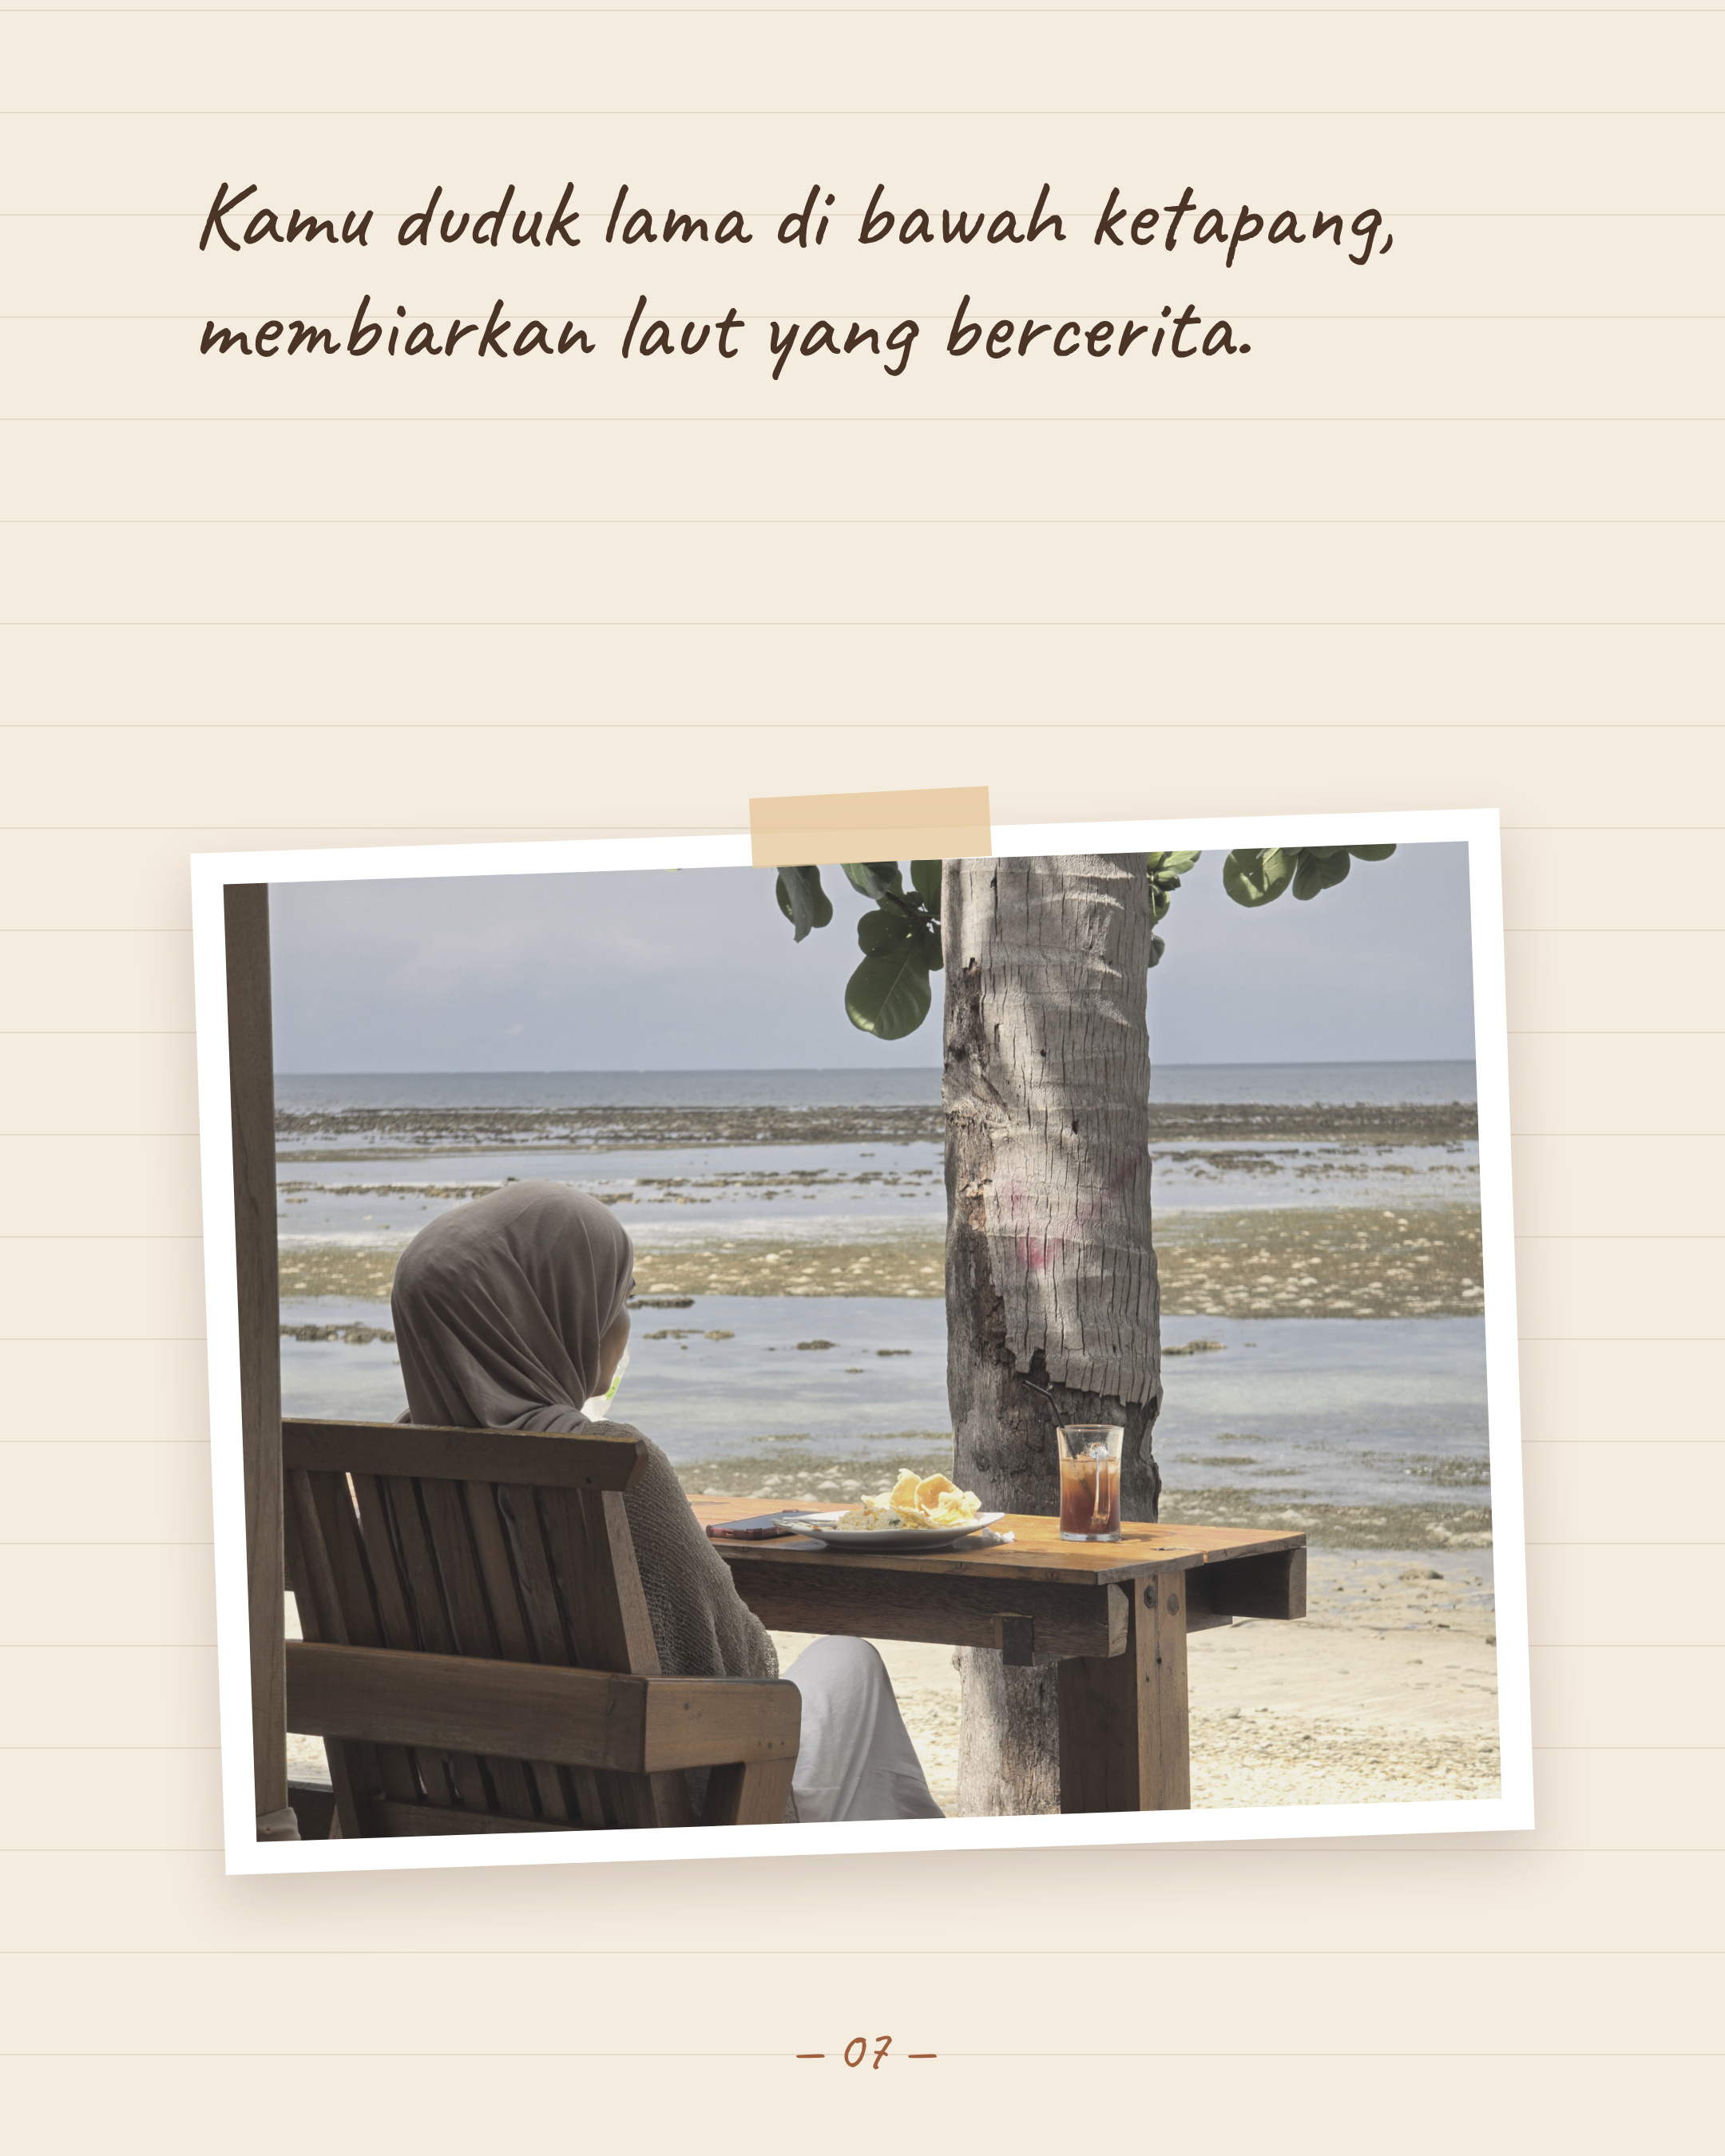 Kamu duduk lama di bawah ketapang,
membiarkan laut yang bercerita.
— 07 —